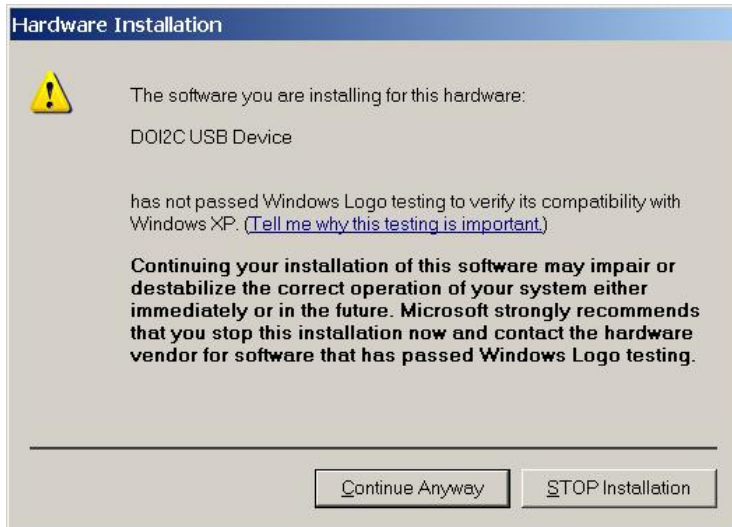 Hardware Installation
The software you are installing for this hardware:
DOI2C USB Device
has not passed Windows Logo testing to verify its compatibility with
Windows XP. (Tell me why this testing is important.)
Continuing your installation of this software may impair or
destabilize the correct operation of your system either
immediately or in the future. Microsoft strongly recommends
that you stop this installation now and contact the hardware
vendor for software that has passed Windows Logo testing.
Continue Anyway
STOP Installation